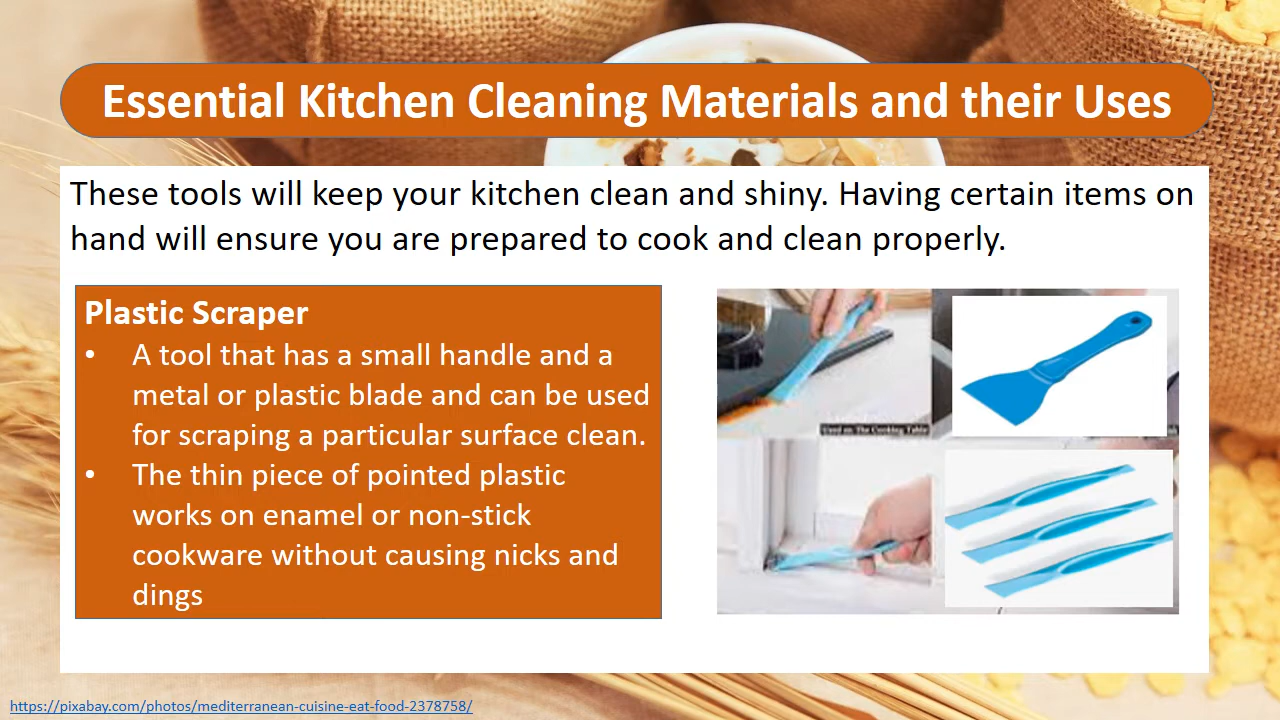 Essential Kitchen Cleaning Materials and their Uses
These tools will keep your kitchen clean and shiny. Having certain items on
hand will ensure you are prepared to cook and clean properly.
Plastic Scraper
• A tool that has a small handle and a
metal or plastic blade and can be used
for scraping a particular surface clean.
• The thin piece of pointed plastic
works on enamel or non-stick
cookware without causing nicks and
dings
Used on The Cooking Table
https://pixabay.com/photos/mediterranean-cuisine-eat-food-2378758/